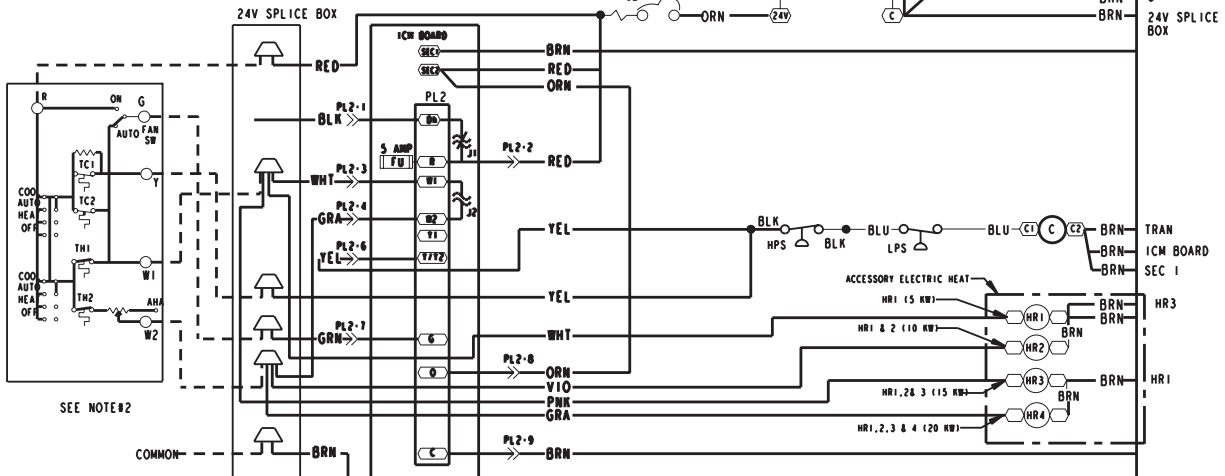 24V SPLICE BOX
ORN
24V
C
BRN
24V SPLICE
BOX
ICM BOARD
SEC1
BRN
SEC2
RED
RED
ORN
R
ON
G
AUTO
FAN
SW
PL2
PL2-1
BLK
J1
5 AMP
FU
R
PL2-2
RED
TC1
Y
PL2-3
WHT
W1
COO
AUTO
HEA
OFF
TC2
PL2-4
GRA
W2
J2
Y1
YEL
BLK
HPS
BLK
BLU
LPS
BLU
C1
C
C2
BRN
TRAN
BRN
ICM BOARD
BRN
SEC 1
TH1
W1
PL2-6
YEL
Y/Y2
COO
AUTO
HEA
OFF
TH2
AHA
W2
YEL
ACCESSORY ELECTRIC HEAT
HR1 (5 KW)
HR1
BRN
HR3
BRN
PL2-7
GRN
G
WHT
HR1 & 2 (10 KW)
HR2
BRN
PL2-8
O
ORN
VIO
PNK
GRA
HR1,2& 3 (15 KW)
HR3
BRN
HR1
BRN
HR1,2,3 & 4 (20 KW)
HR4
SEE NOTE#2
COMMON
BRN
C
PL2-9
BRN